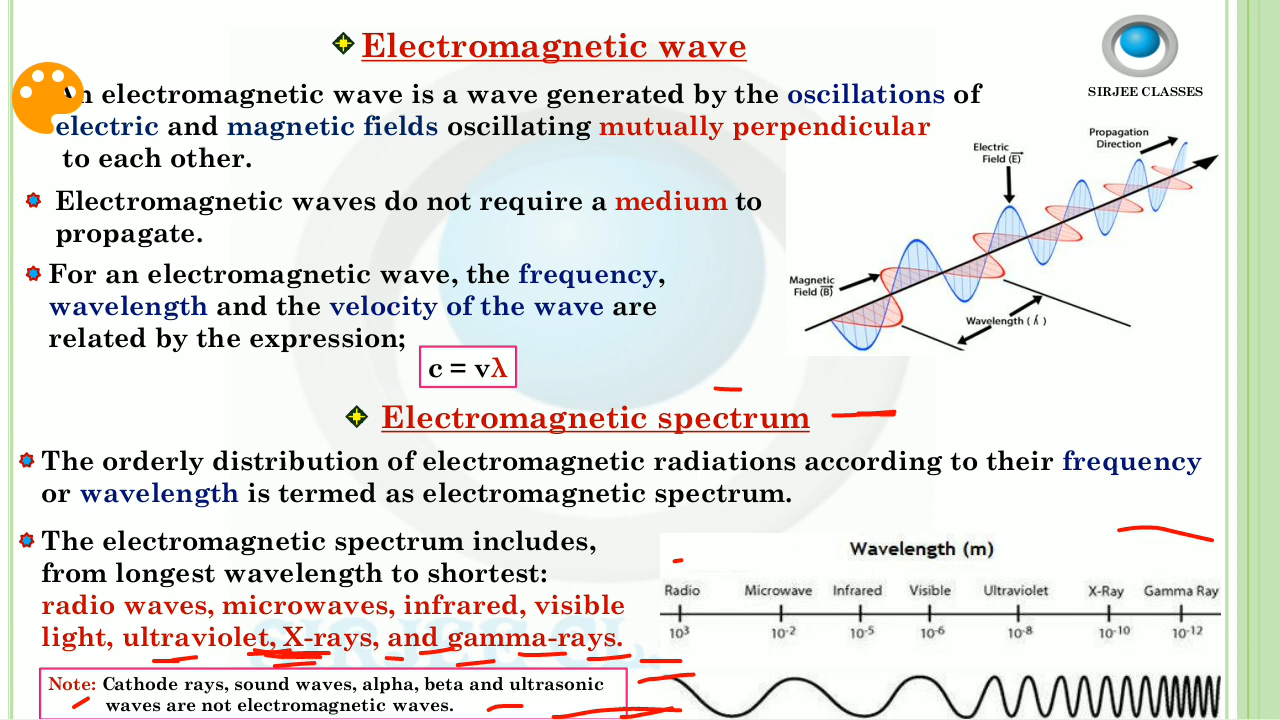 Electromagnetic wave
SIRJEE CLASSES
An electromagnetic wave is a wave generated by the oscillations of
electric and magnetic fields oscillating mutually perpendicular
to each other.
Electromagnetic waves do not require a medium to
propagate.
For an electromagnetic wave, the frequency,
wavelength and the velocity of the wave are
related by the expression;
c = vλ
Propagation
Direction
Electric
Field (E)
Magnetic
Field (B)
Wavelength ( λ )
Electromagnetic spectrum
The orderly distribution of electromagnetic radiations according to their frequency
or wavelength is termed as electromagnetic spectrum.
The electromagnetic spectrum includes,
from longest wavelength to shortest:
radio waves, microwaves, infrared, visible
light, ultraviolet, X-rays, and gamma-rays.
Note: Cathode rays, sound waves, alpha, beta and ultrasonic
waves are not electromagnetic waves.
Wavelength (m)
Radio Microwave Infrared Visible Ultraviolet X-Ray Gamma Ray
10³ 10⁻² 10⁻⁵ 10⁻⁶ 10⁻⁸ 10⁻¹⁰ 10⁻¹²